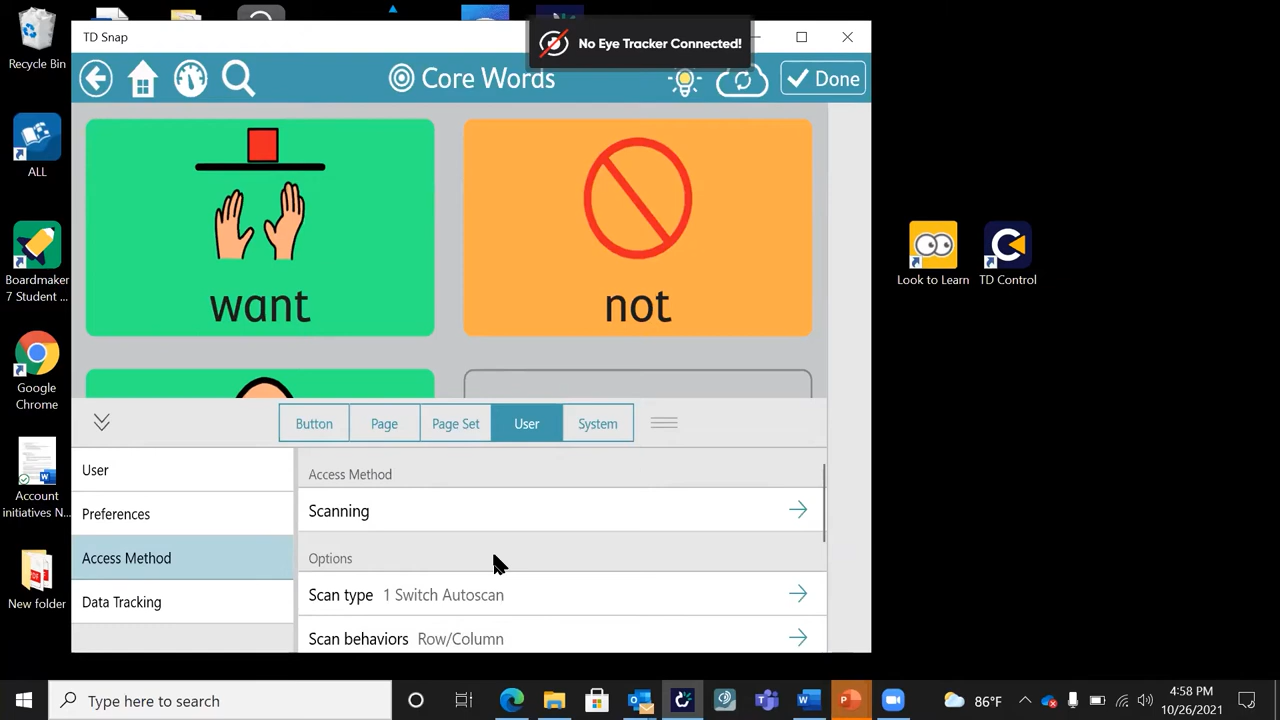 Recycle Bin
ALL
Boardmaker
7 Student ...
Google
Chrome
Account
initiatives N...
New folder
TD Snap
No Eye Tracker Connected!
Core Words
Done
want
not
Button
Page
Page Set
User
System
User
Preferences
Access Method
Data Tracking
Access Method
Scanning
Options
Scan type 1 Switch Autoscan
Scan behaviors Row/Column
Look to Learn
TD Control
Type here to search
86°F
4:58 PM
10/26/2021